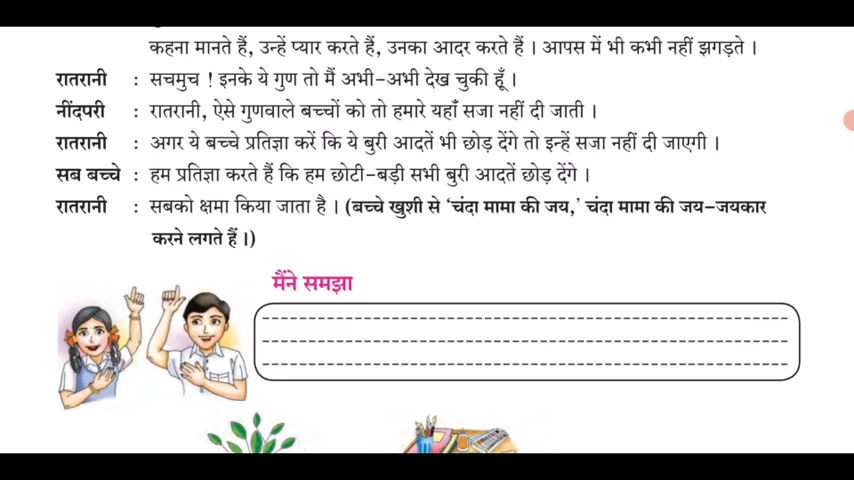 कहना मानते हैं, उन्हें प्यार करते हैं, उनका आदर करते हैं । आपस में भी कभी नहीं झगड़ते ।
रातरानी : सचमुच ! इनके ये गुण तो मैं अभी-अभी देख चुकी हूँ ।
नींदपरी : रातरानी, ऐसे गुणवाले बच्चों को तो हमारे यहाँ सजा नहीं दी जाती ।
रातरानी : अगर ये बच्चे प्रतिज्ञा करें कि ये बुरी आदतें भी छोड़ देंगे तो इन्हें सजा नहीं दी जाएगी ।
सब बच्चे : हम प्रतिज्ञा करते हैं कि हम छोटी-बड़ी सभी बुरी आदतें छोड़ देंगे ।
रातरानी : सबको क्षमा किया जाता है । (बच्चे खुशी से ‘चंदा मामा की जय,’ चंदा मामा की जय-जयकार
करने लगते हैं ।)
मैंने समझा